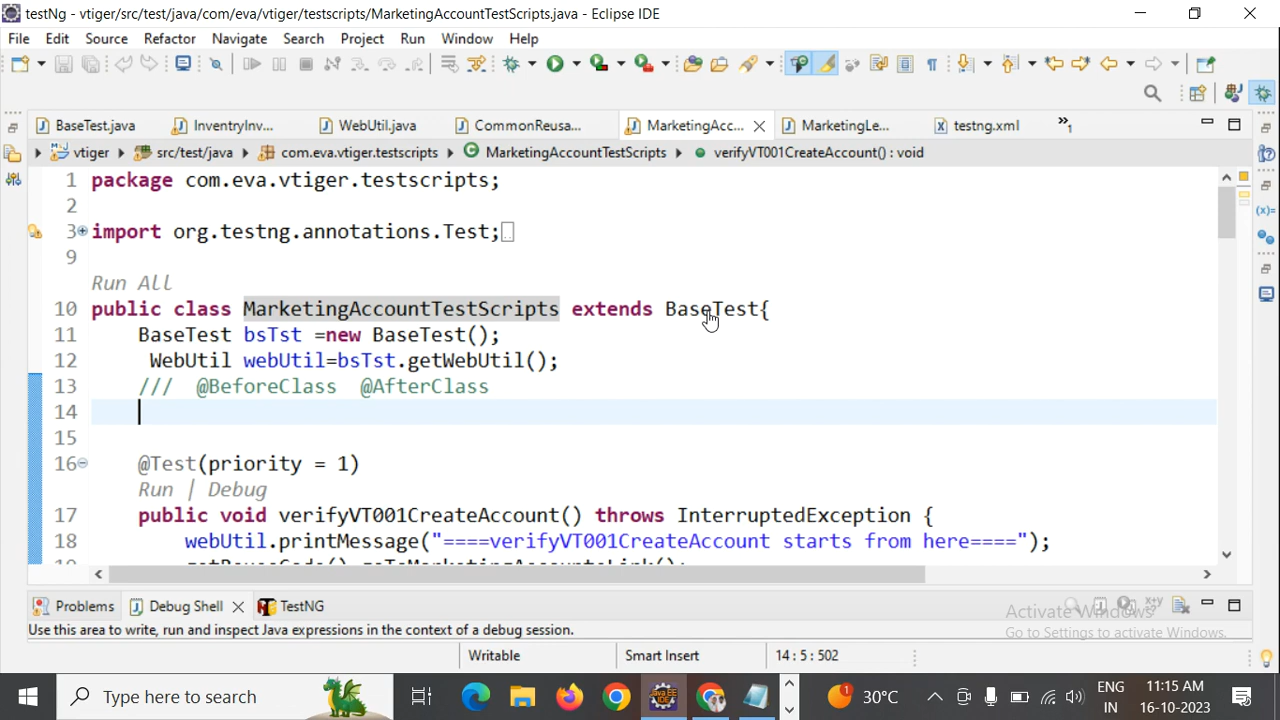 testNg - vtiger/src/test/java/com/eva/vtiger/testscripts/MarketingAccountTestScripts.java - Eclipse IDE
File Edit Source Refactor Navigate Search Project Run Window Help
BaseTest.java InventoryInv... WebUtil.java CommonReusa... MarketingAcc... MarketingLe... testng.xml »1
vtiger src/test/java com.eva.vtiger.testscripts MarketingAccountTestScripts verifyVT001CreateAccount() : void
1 package com.eva.vtiger.testscripts;
2
3 import org.testng.annotations.Test;
9
Run All
10 public class MarketingAccountTestScripts extends BaseTest{
11 BaseTest bsTst =new BaseTest();
12 WebUtil webUtil=bsTst.getWebUtil();
13 /// @BeforeClass @AfterClass
14
15
16 @Test(priority = 1)
Run | Debug
17 public void verifyVT001CreateAccount() throws InterruptedException {
18 webUtil.printMessage("====verifyVT001CreateAccount starts from here====");
Problems Debug Shell TestNG
Activate Windows
Use this area to write, run and inspect Java expressions in the context of a debug session.
Go to Settings to activate Windows.
Writable Smart Insert 14 : 5 : 502
Type here to search
1 30°C ENG 11:15 AM
IN 16-10-2023